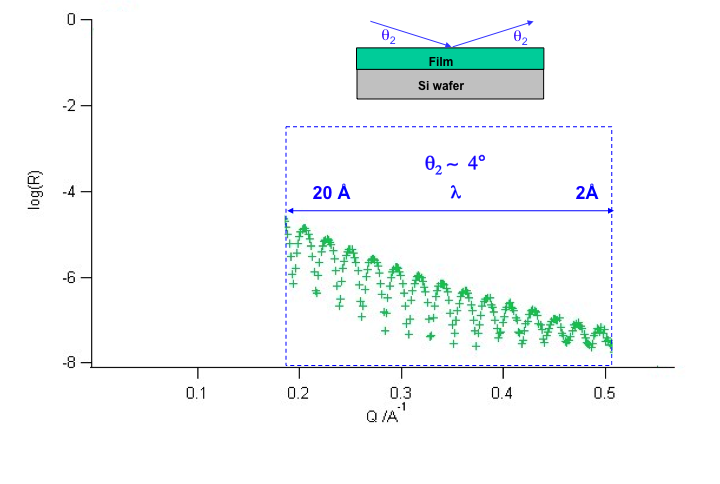 0
-2
-4
-6
-8
log(R)
θ2
θ2
Film
Si wafer
θ2 ~ 4°
20 Å λ 2Å
0.1 0.2 0.3 0.4 0.5
Q /A-1